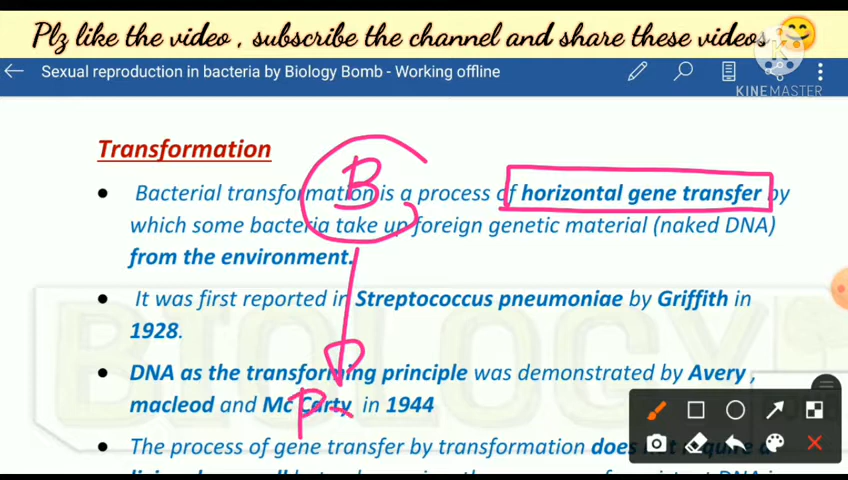 Plz like the video , subscribe the channel and share these videos
Sexual reproduction in bacteria by Biology Bomb - Working offline
KINEMASTER
Transformation
B
• Bacterial transformation is a process of horizontal gene transfer by
which some bacteria take up foreign genetic material (naked DNA)
from the environment.
• It was first reported in Streptococcus pneumoniae by Griffith in
1928.
• DNA as the transforming principle was demonstrated by Avery ,
macleod and Mc Carty in 1944
• The process of gene transfer by transformation does not require a
BIOLOGY